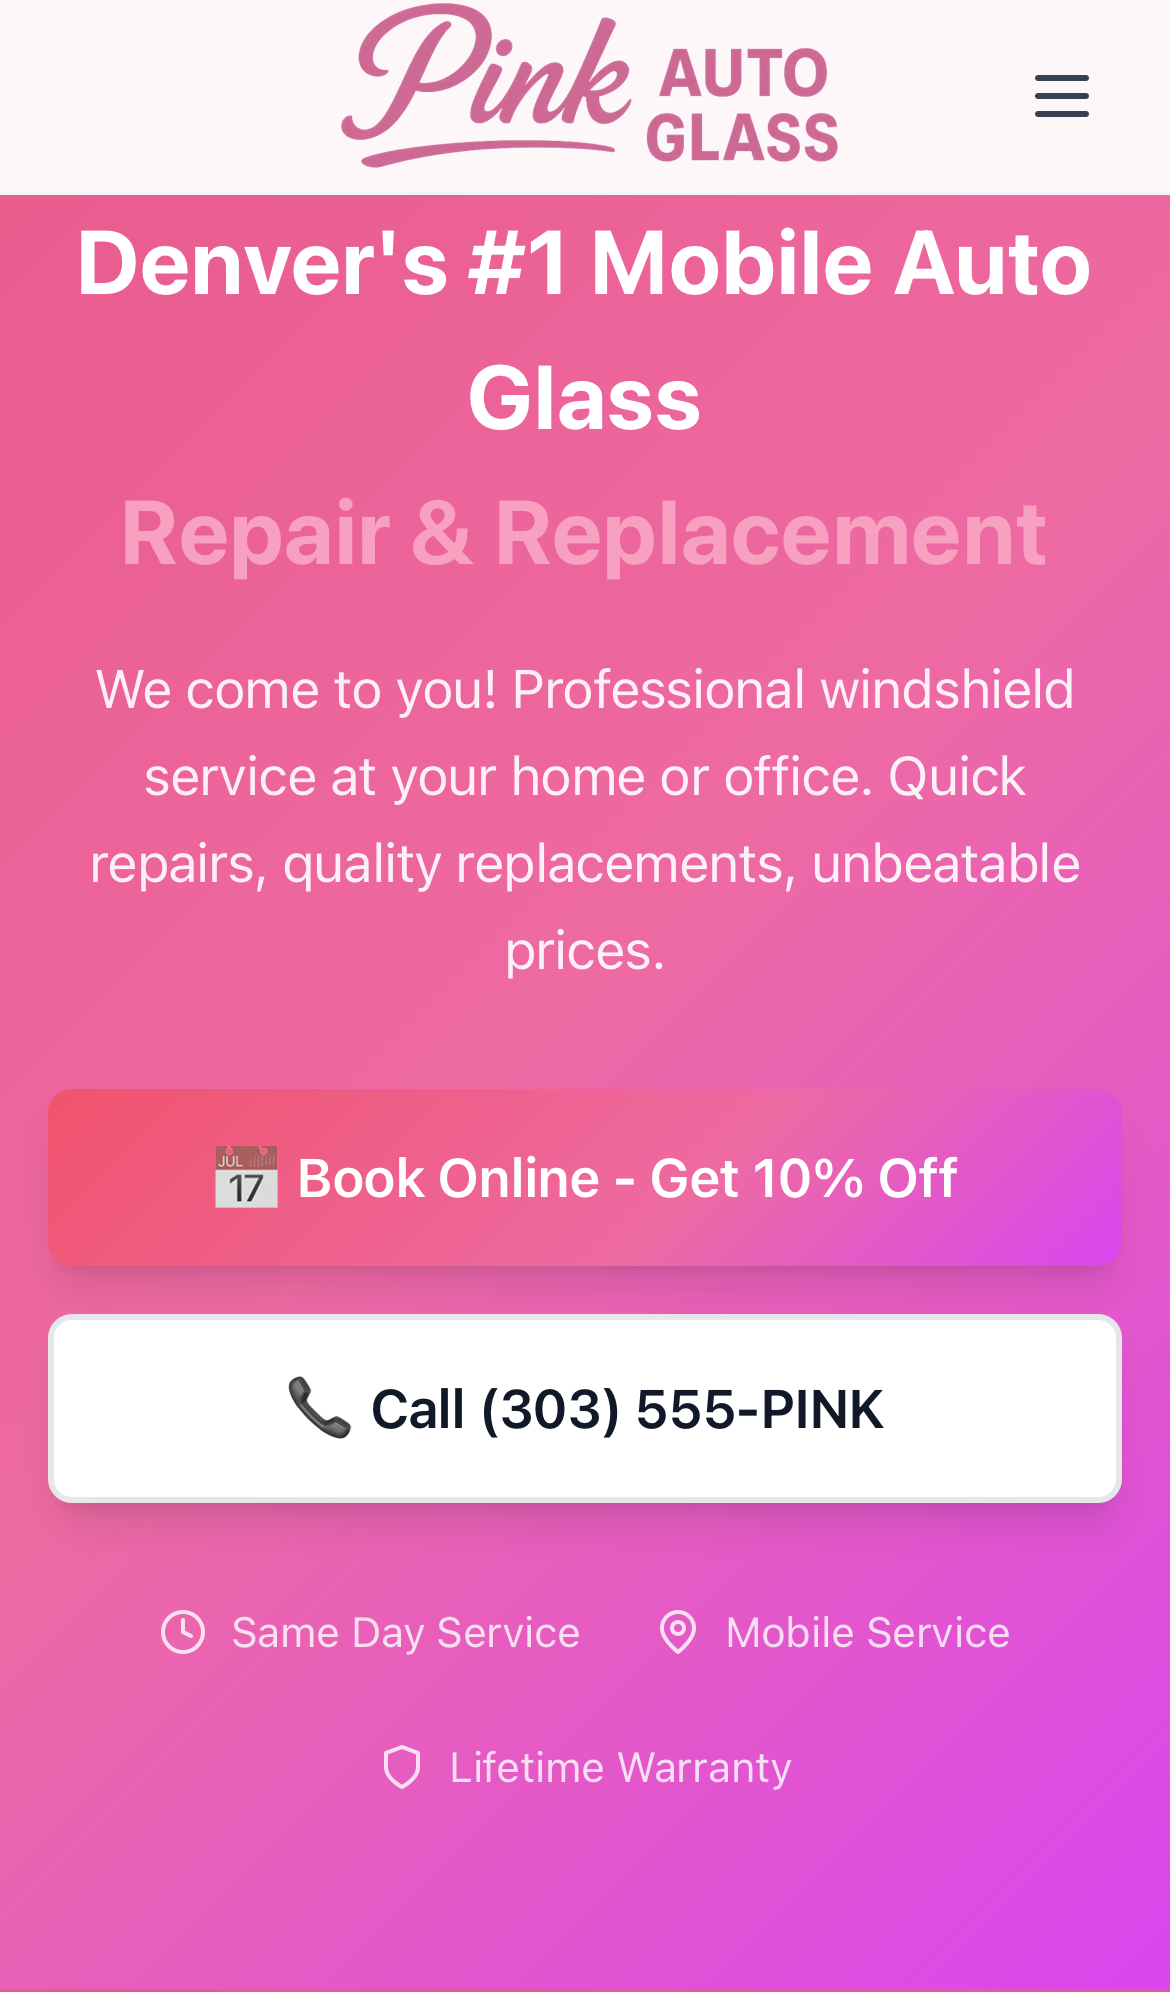 Pink AUTO
GLASS
Denver's #1 Mobile Auto
Glass
Repair & Replacement
We come to you! Professional windshield
service at your home or office. Quick
repairs, quality replacements, unbeatable
prices.
📅 Book Online - Get 10% Off
📞 Call (303) 555-PINK
Same Day Service
Mobile Service
Lifetime Warranty